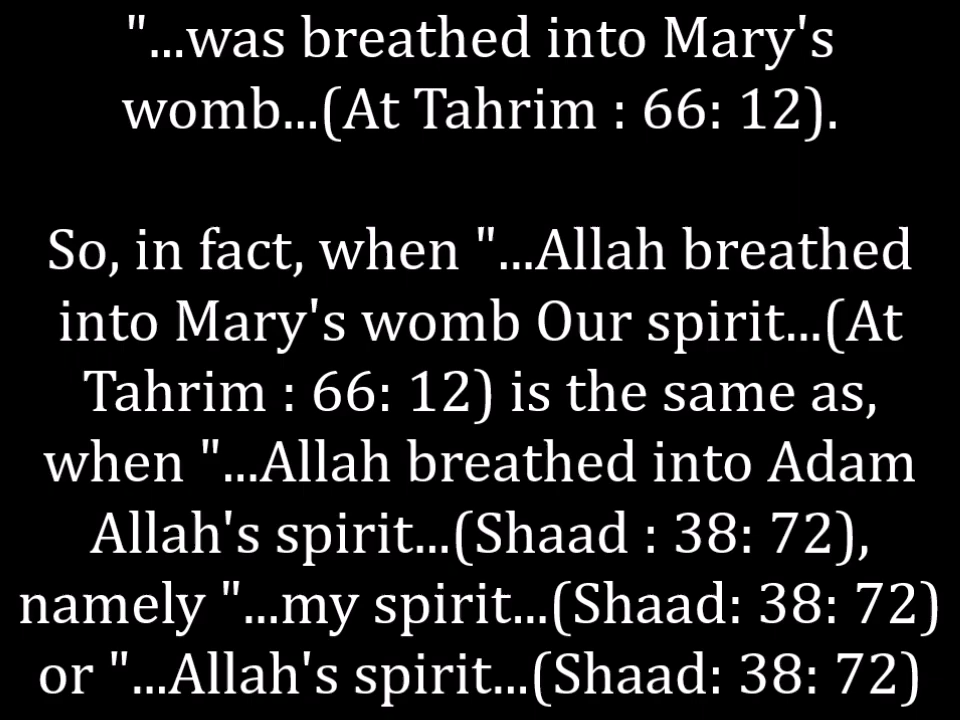 "...was breathed into Mary's
womb...(At Tahrim : 66: 12).
So, in fact, when "...Allah breathed
into Mary's womb Our spirit...(At
Tahrim : 66: 12) is the same as,
when "...Allah breathed into Adam
Allah's spirit...(Shaad : 38: 72),
namely "...my spirit...(Shaad: 38: 72)
or "...Allah's spirit...(Shaad: 38: 72)